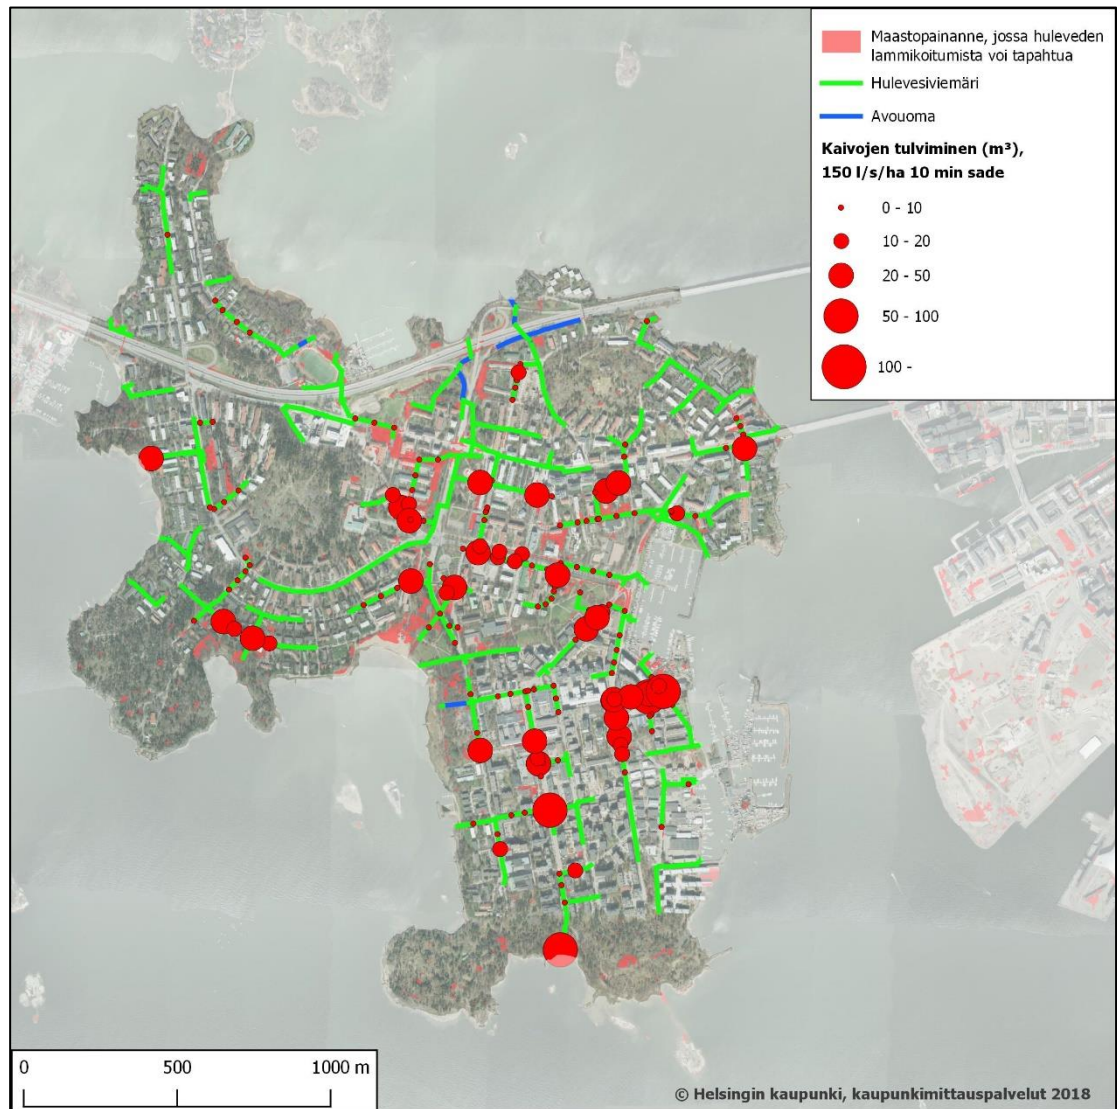 Maastopainanne, jossa huleveden
lammikoitumista voi tapahtua
Hulevesiviemäri
Avouoma
Kaivojen tulviminen (m³),
150 l/s/ha 10 min sade
0 - 10
10 - 20
20 - 50
50 - 100
100 -
0 500 1000 m
© Helsingin kaupunki, kaupunkimittauspalvelut 2018